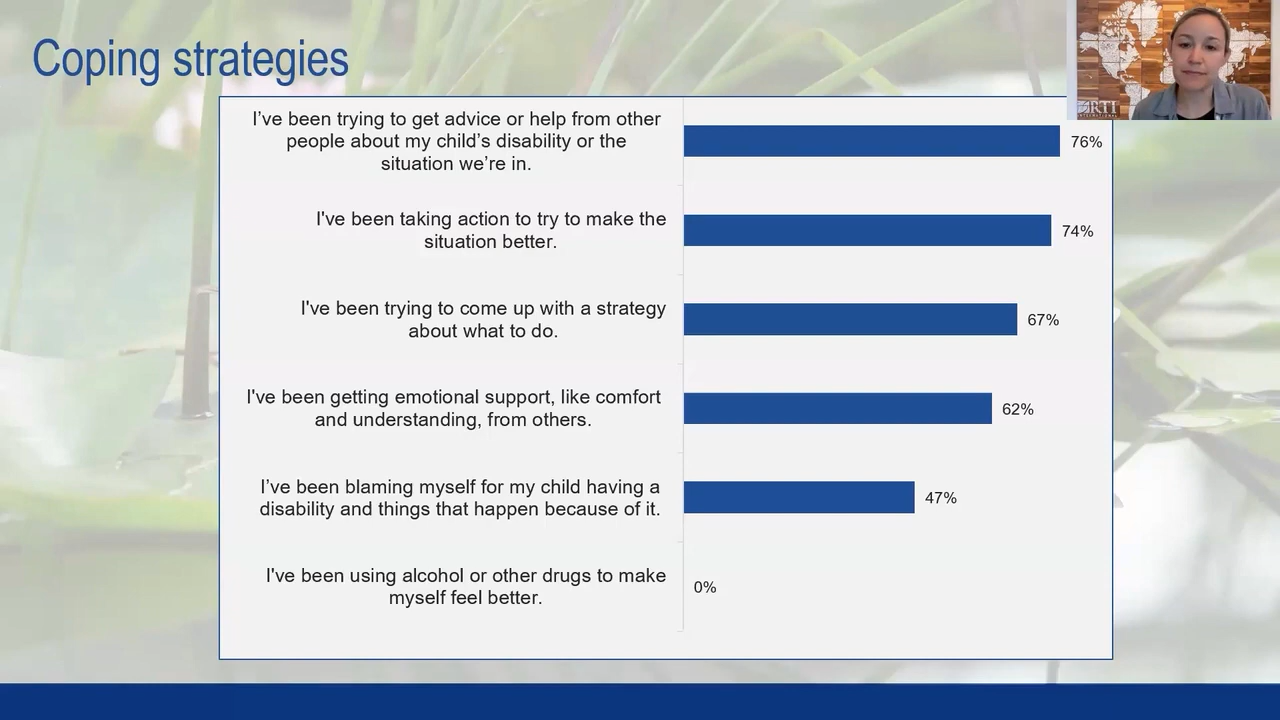 Coping strategies
I’ve been trying to get advice or help from other
people about my child’s disability or the
situation we’re in.
76%
I've been taking action to try to make the
situation better.
74%
I've been trying to come up with a strategy
about what to do.
67%
I've been getting emotional support, like comfort
and understanding, from others.
62%
I’ve been blaming myself for my child having a
disability and things that happen because of it.
47%
I've been using alcohol or other drugs to make
myself feel better.
0%
RTI
INTERNATIONAL